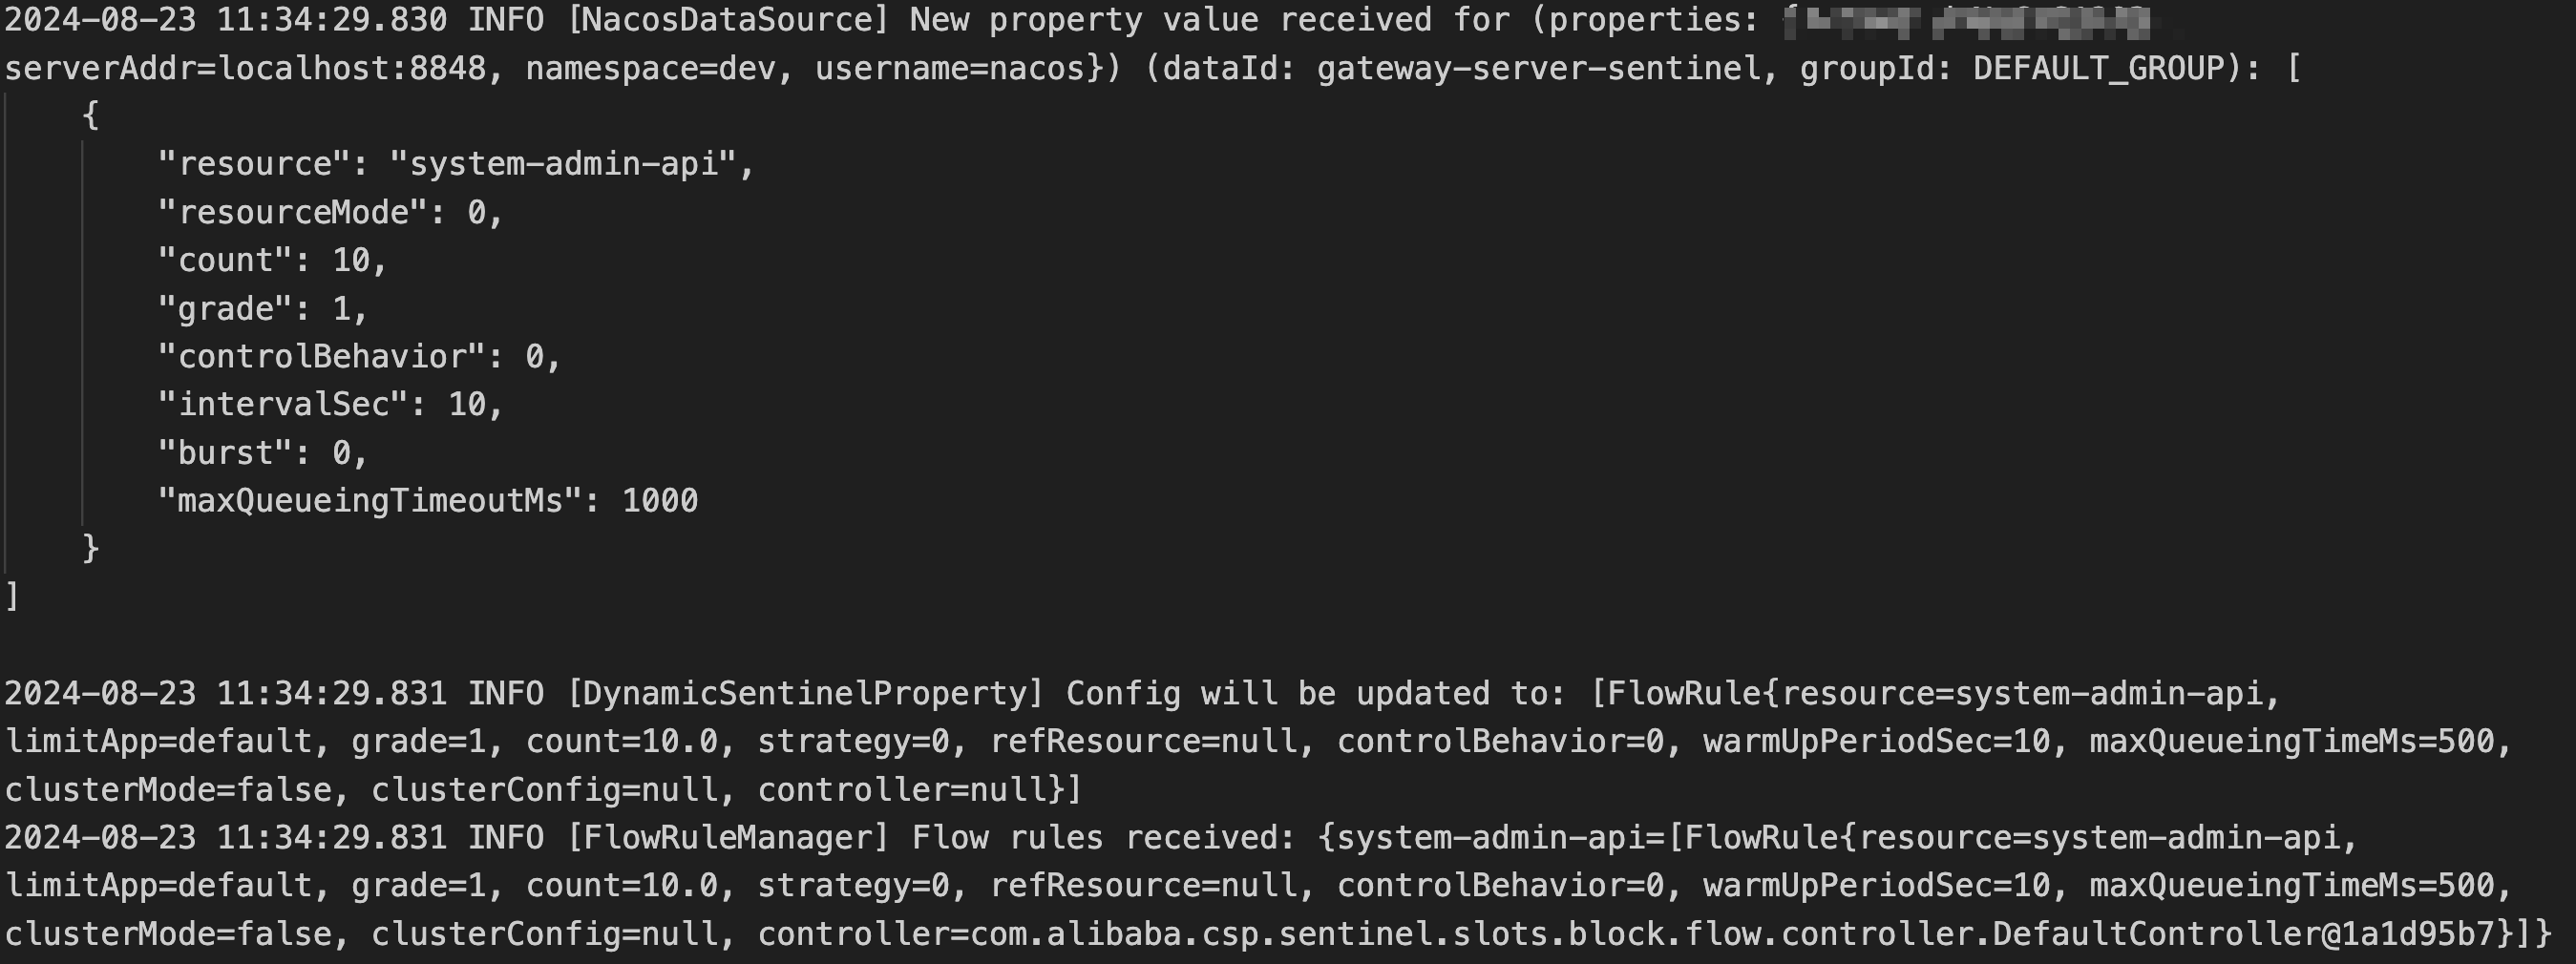 2024-08-23 11:34:29.830 INFO [NacosDataSource] New property value received for (properties: {
serverAddr=localhost:8848, namespace=dev, username=nacos}) (dataId: gateway-server-sentinel, groupId: DEFAULT_GROUP): [
    {
        "resource": "system-admin-api",
        "resourceMode": 0,
        "count": 10,
        "grade": 1,
        "controlBehavior": 0,
        "intervalSec": 10,
        "burst": 0,
        "maxQueueingTimeoutMs": 1000
    }
]
2024-08-23 11:34:29.831 INFO [DynamicSentinelProperty] Config will be updated to: [FlowRule{resource=system-admin-api,
limitApp=default, grade=1, count=10.0, strategy=0, refResource=null, controlBehavior=0, warmUpPeriodSec=10, maxQueueingTimeMs=500,
clusterMode=false, clusterConfig=null, controller=null}]
2024-08-23 11:34:29.831 INFO [FlowRuleManager] Flow rules received: {system-admin-api=[FlowRule{resource=system-admin-api,
limitApp=default, grade=1, count=10.0, strategy=0, refResource=null, controlBehavior=0, warmUpPeriodSec=10, maxQueueingTimeMs=500,
clusterMode=false, clusterConfig=null, controller=com.alibaba.csp.sentinel.slots.block.flow.controller.DefaultController@1a1d95b7}]}